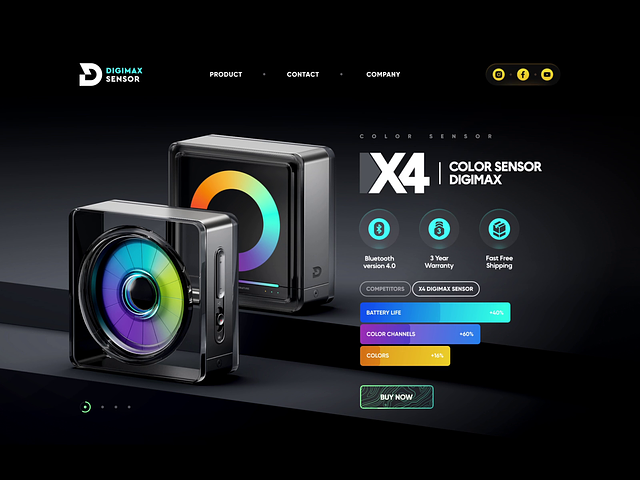 DIGIMAX
SENSOR
PRODUCT
CONTACT
COMPANY
COLOR SENSOR
X4
COLOR SENSOR
DIGIMAX
3
Bluetooth
version 4.0
3 Year
Warranty
Fast Free
Shipping
COMPETITORS
X4 DIGIMAX SENSOR
BATTERY LIFE +40%
COLOR CHANNELS +60%
COLORS +16%
BUY NOW